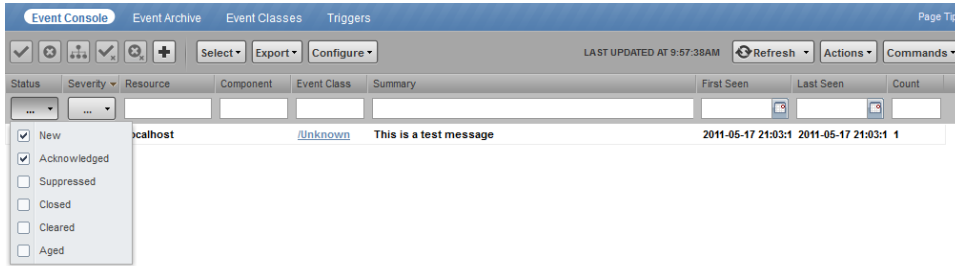 Event Console Event Archive Event Classes Triggers Page Tip
Select Export Configure LAST UPDATED AT 9:57:38AM Refresh Actions Commands
Status Severity Resource Component Event Class Summary First Seen Last Seen Count
... ...
New ocalhost /Unknown This is a test message 2011-05-17 21:03:1 2011-05-17 21:03:1 1
Acknowledged
Suppressed
Closed
Cleared
Aged